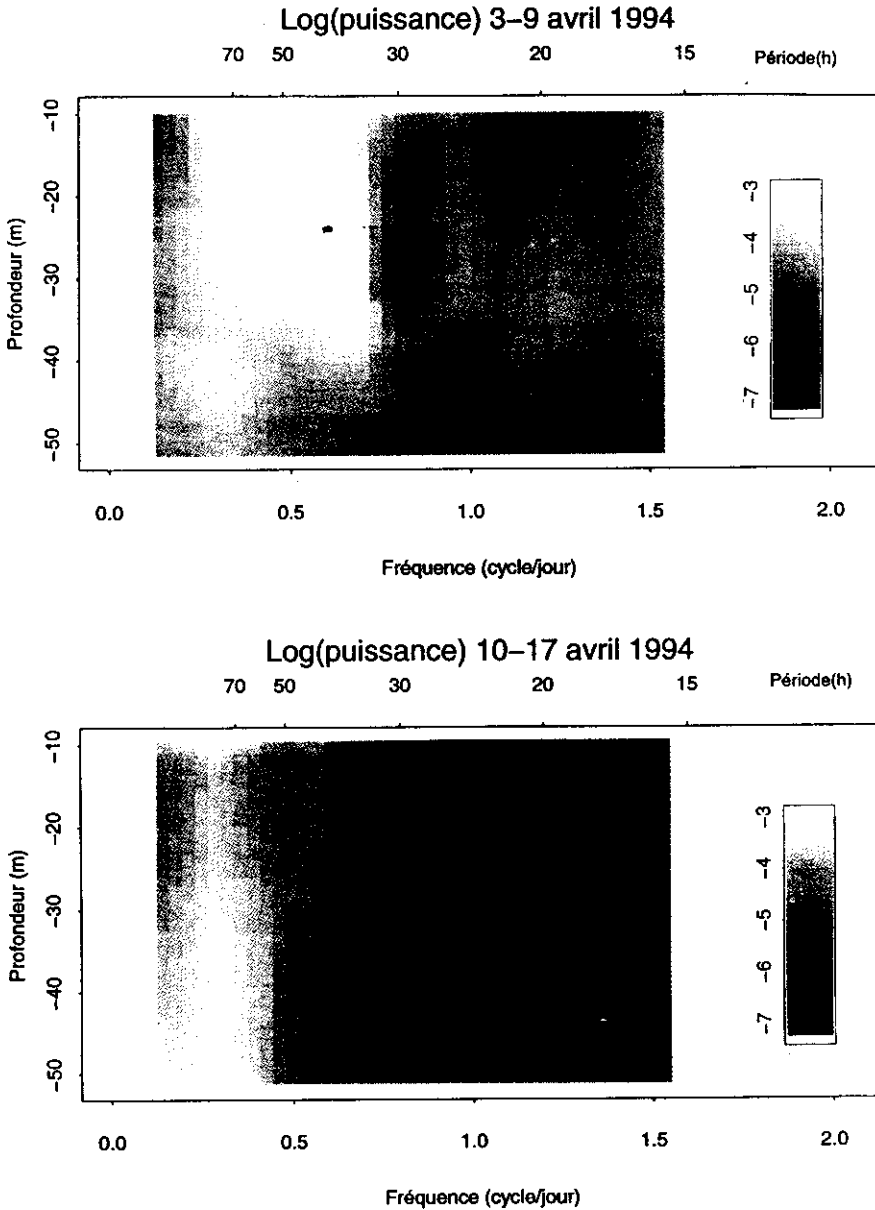 Log(puissance) 3–9 avril 1994
70 50 30 20 15 Période(h)
Profondeur (m)
−10
−20
−30
−40
−50
−3
−4
−5
−6
−7
0.0 0.5 1.0 1.5 2.0
Fréquence (cycle/jour)
Log(puissance) 10–17 avril 1994
70 50 30 20 15 Période(h)
Profondeur (m)
−10
−20
−30
−40
−50
−3
−4
−5
−6
−7
0.0 0.5 1.0 1.5 2.0
Fréquence (cycle/jour)